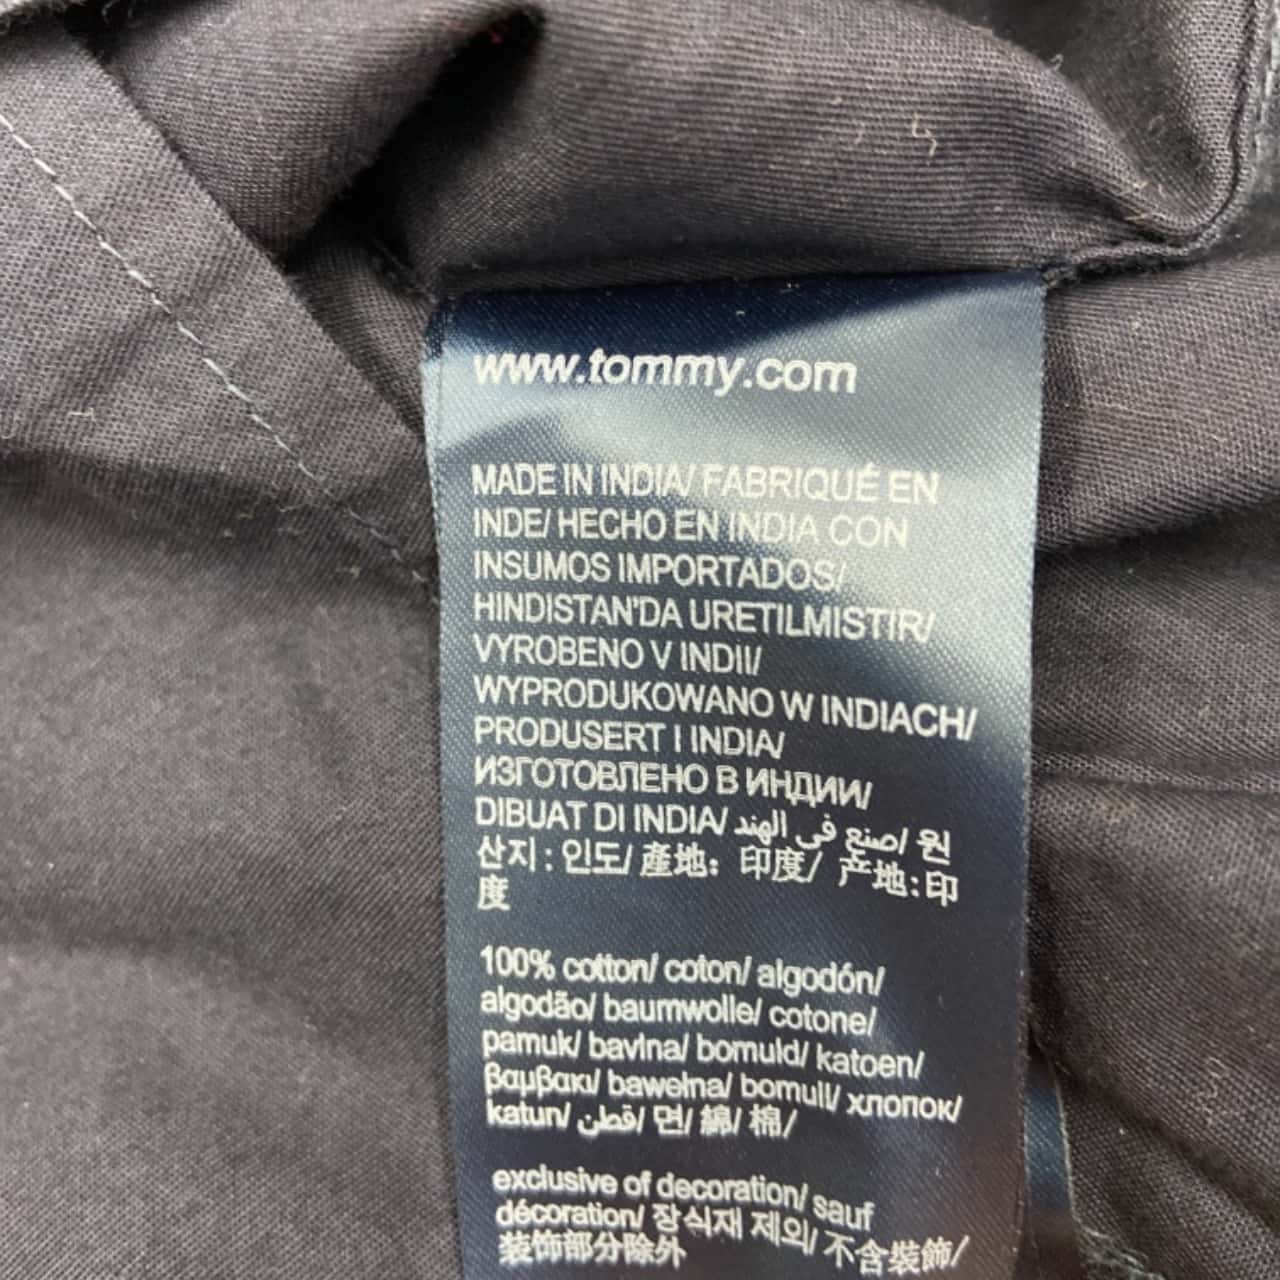 www.tommy.com
MADE IN INDIA/ FABRIQUÉ EN
INDE/ HECHO EN INDIA CON
INSUMOS IMPORTADOS/
HINDISTAN'DA URETILMISTIR/
VYROBENO V INDII/
WYPRODUKOWANO W INDIACH/
PRODUSERT I INDIA/
ИЗГОТОВЛЕНО В ИНДИИ/
DIBUAT DI INDIA/ صنع في الهند/ 원
산지 : 인도/ 產地: 印度/ 产地:印
度
100% cotton/ coton/ algodón/
algodão/ baumwolle/ cotone/
pamuk/ bavlna/ bomuld/ katoen/
βαμβακι/ bawełna/ bomull/ хлопок/
katun/ قطن/ 면/ 綿/ 棉/
exclusive of decoration/ sauf
décoration/ 장식재 제외/ 不含裝飾/
装饰部分除外